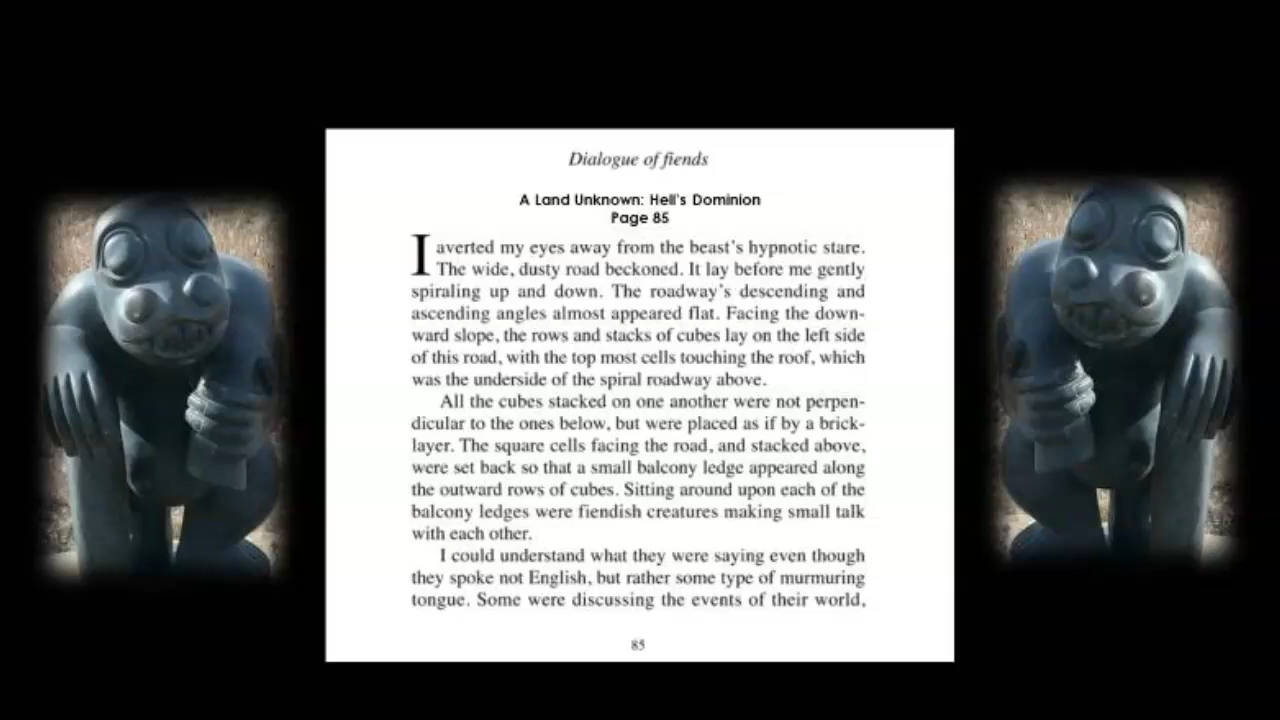 Dialogue of fiends
A Land Unknown: Hell's Dominion
Page 85
I averted my eyes away from the beast's hypnotic stare.
The wide, dusty road beckoned. It lay before me gently
spiraling up and down. The roadway's descending and
ascending angles almost appeared flat. Facing the down-
ward slope, the rows and stacks of cubes lay on the left side
of this road, with the top most cells touching the roof, which
was the underside of the spiral roadway above.
All the cubes stacked on one another were not perpen-
dicular to the ones below, but were placed as if by a brick-
layer. The square cells facing the road, and stacked above,
were set back so that a small balcony ledge appeared along
the outward rows of cubes. Sitting around upon each of the
balcony ledges were fiendish creatures making small talk
with each other.
I could understand what they were saying even though
they spoke not English, but rather some type of murmuring
tongue. Some were discussing the events of their world,
85